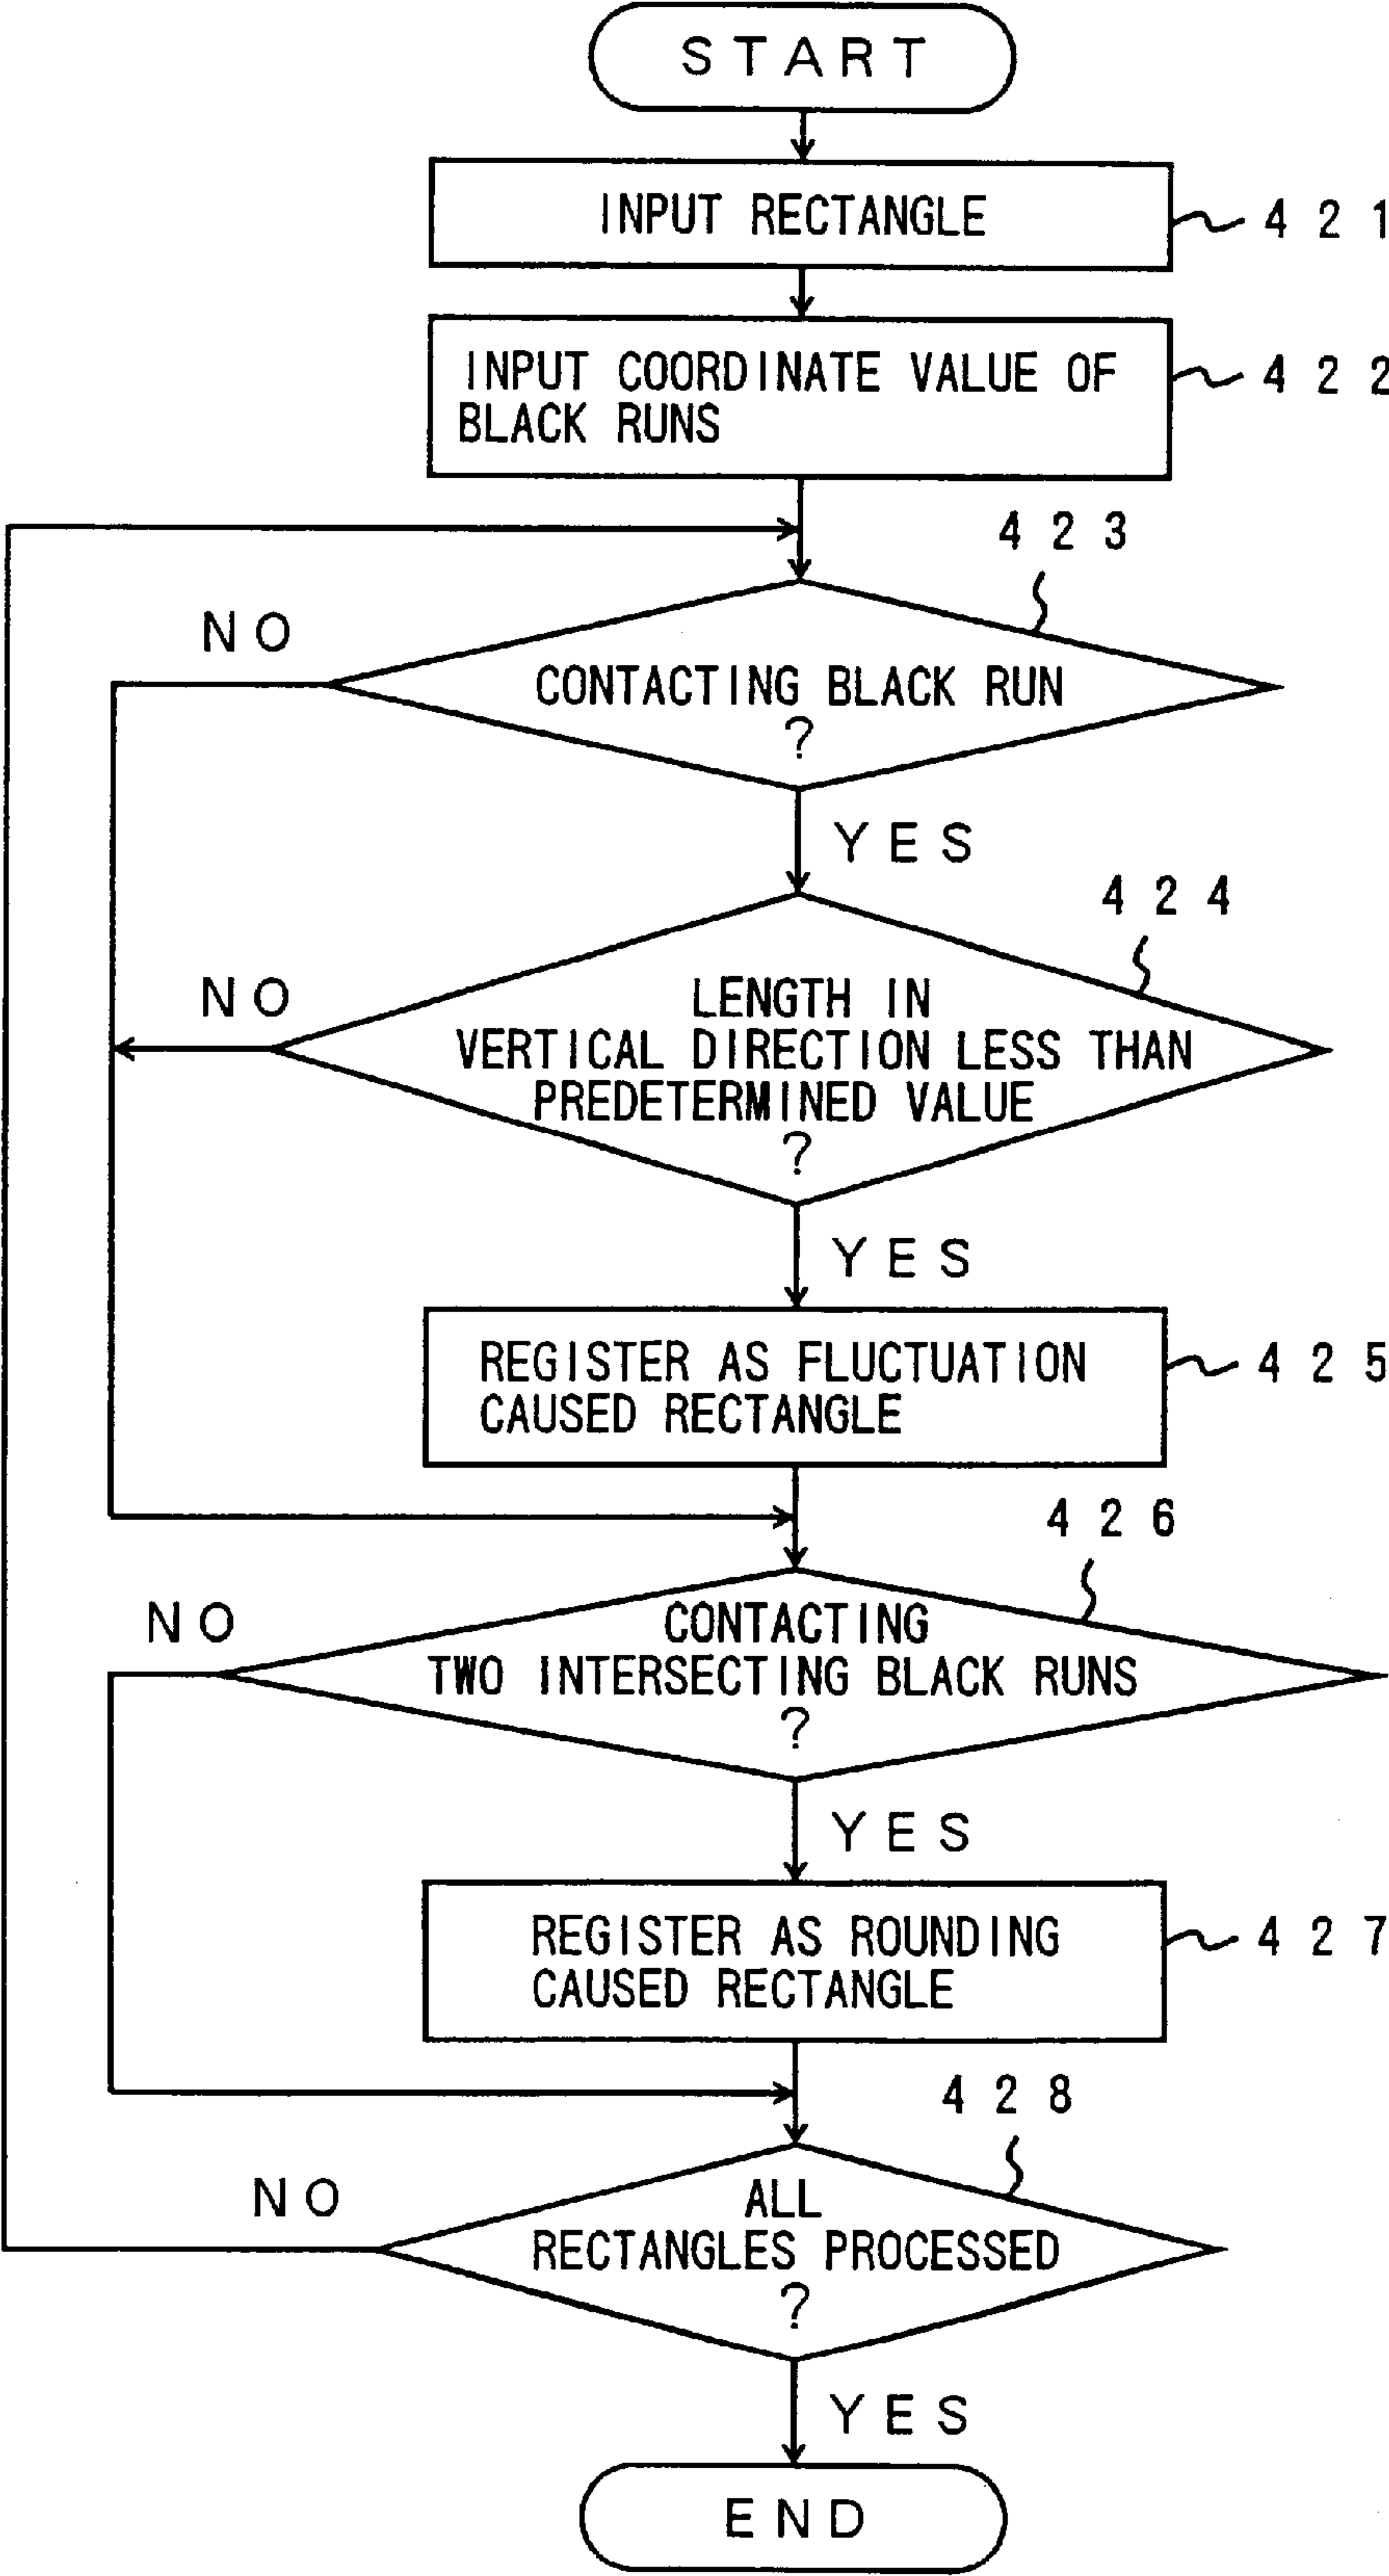 START
INPUT RECTANGLE
421
INPUT COORDINATE VALUE OF
BLACK RUNS
422
423
NO
CONTACTING BLACK RUN
?
YES
424
NO
LENGTH IN
VERTICAL DIRECTION LESS THAN
PREDETERMINED VALUE
?
YES
REGISTER AS FLUCTUATION
CAUSED RECTANGLE
425
426
NO
CONTACTING
TWO INTERSECTING BLACK RUNS
?
YES
REGISTER AS ROUNDING
CAUSED RECTANGLE
427
428
NO
ALL
RECTANGLES PROCESSED
?
YES
END